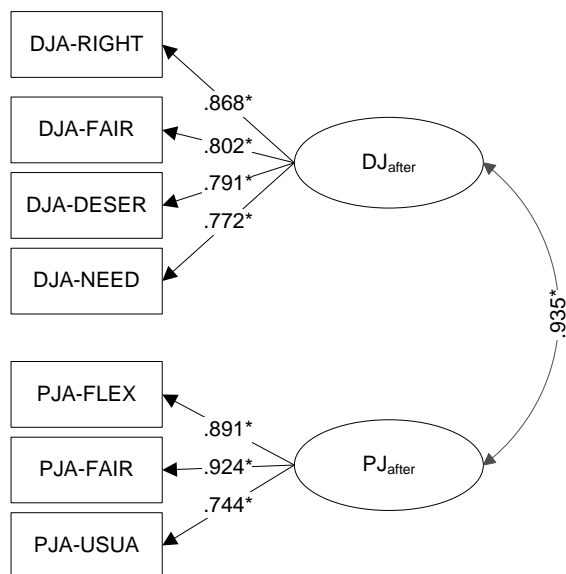 DJA-RIGHT
.868*
DJA-FAIR
.802*
DJ after
DJA-DESER
.791*
DJA-NEED
.772*
.935*
PJA-FLEX
.891*
PJA-FAIR
.924*
PJ after
PJA-USUA
.744*